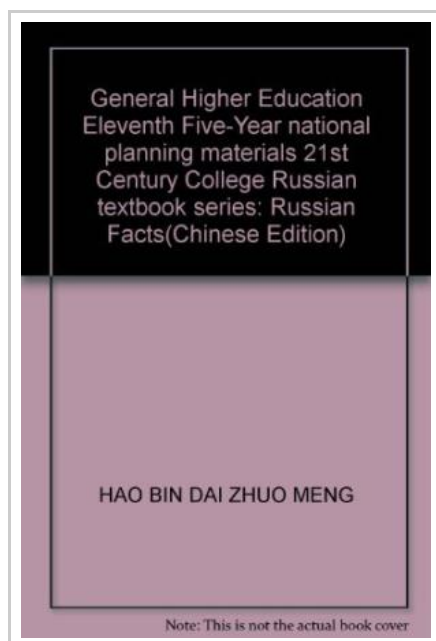 General Higher Education
Eleventh Five-Year national
planning materials 21st
Century College Russian
textbook series: Russian
Facts(Chinese Edition)
HAO BIN DAI ZHUO MENG
Note: This is not the actual book cover